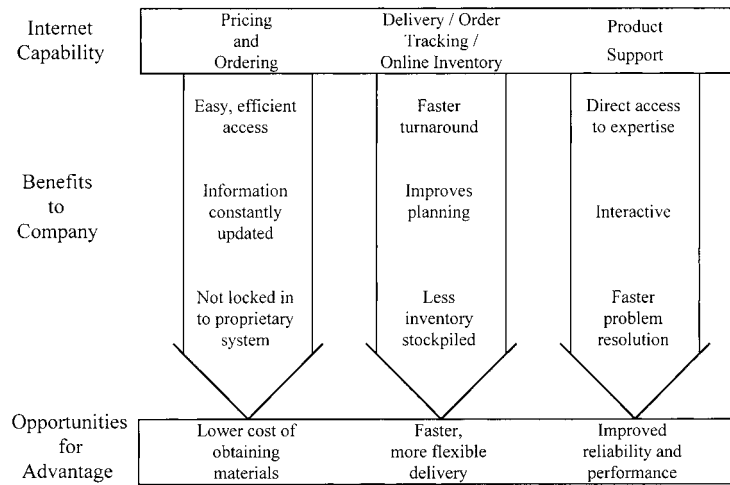 Internet
Capability
Pricing
and
Ordering
Delivery / Order
Tracking /
Online Inventory
Product
Support
Benefits
to
Company
Easy, efficient
access
Information
constantly
updated
Not locked in
to proprietary
system
Faster
turnaround
Improves
planning
Less
inventory
stockpiled
Direct access
to expertise
Interactive
Faster
problem
resolution
Opportunities
for
Advantage
Lower cost of
obtaining
materials
Faster,
more flexible
delivery
Improved
reliability and
performance